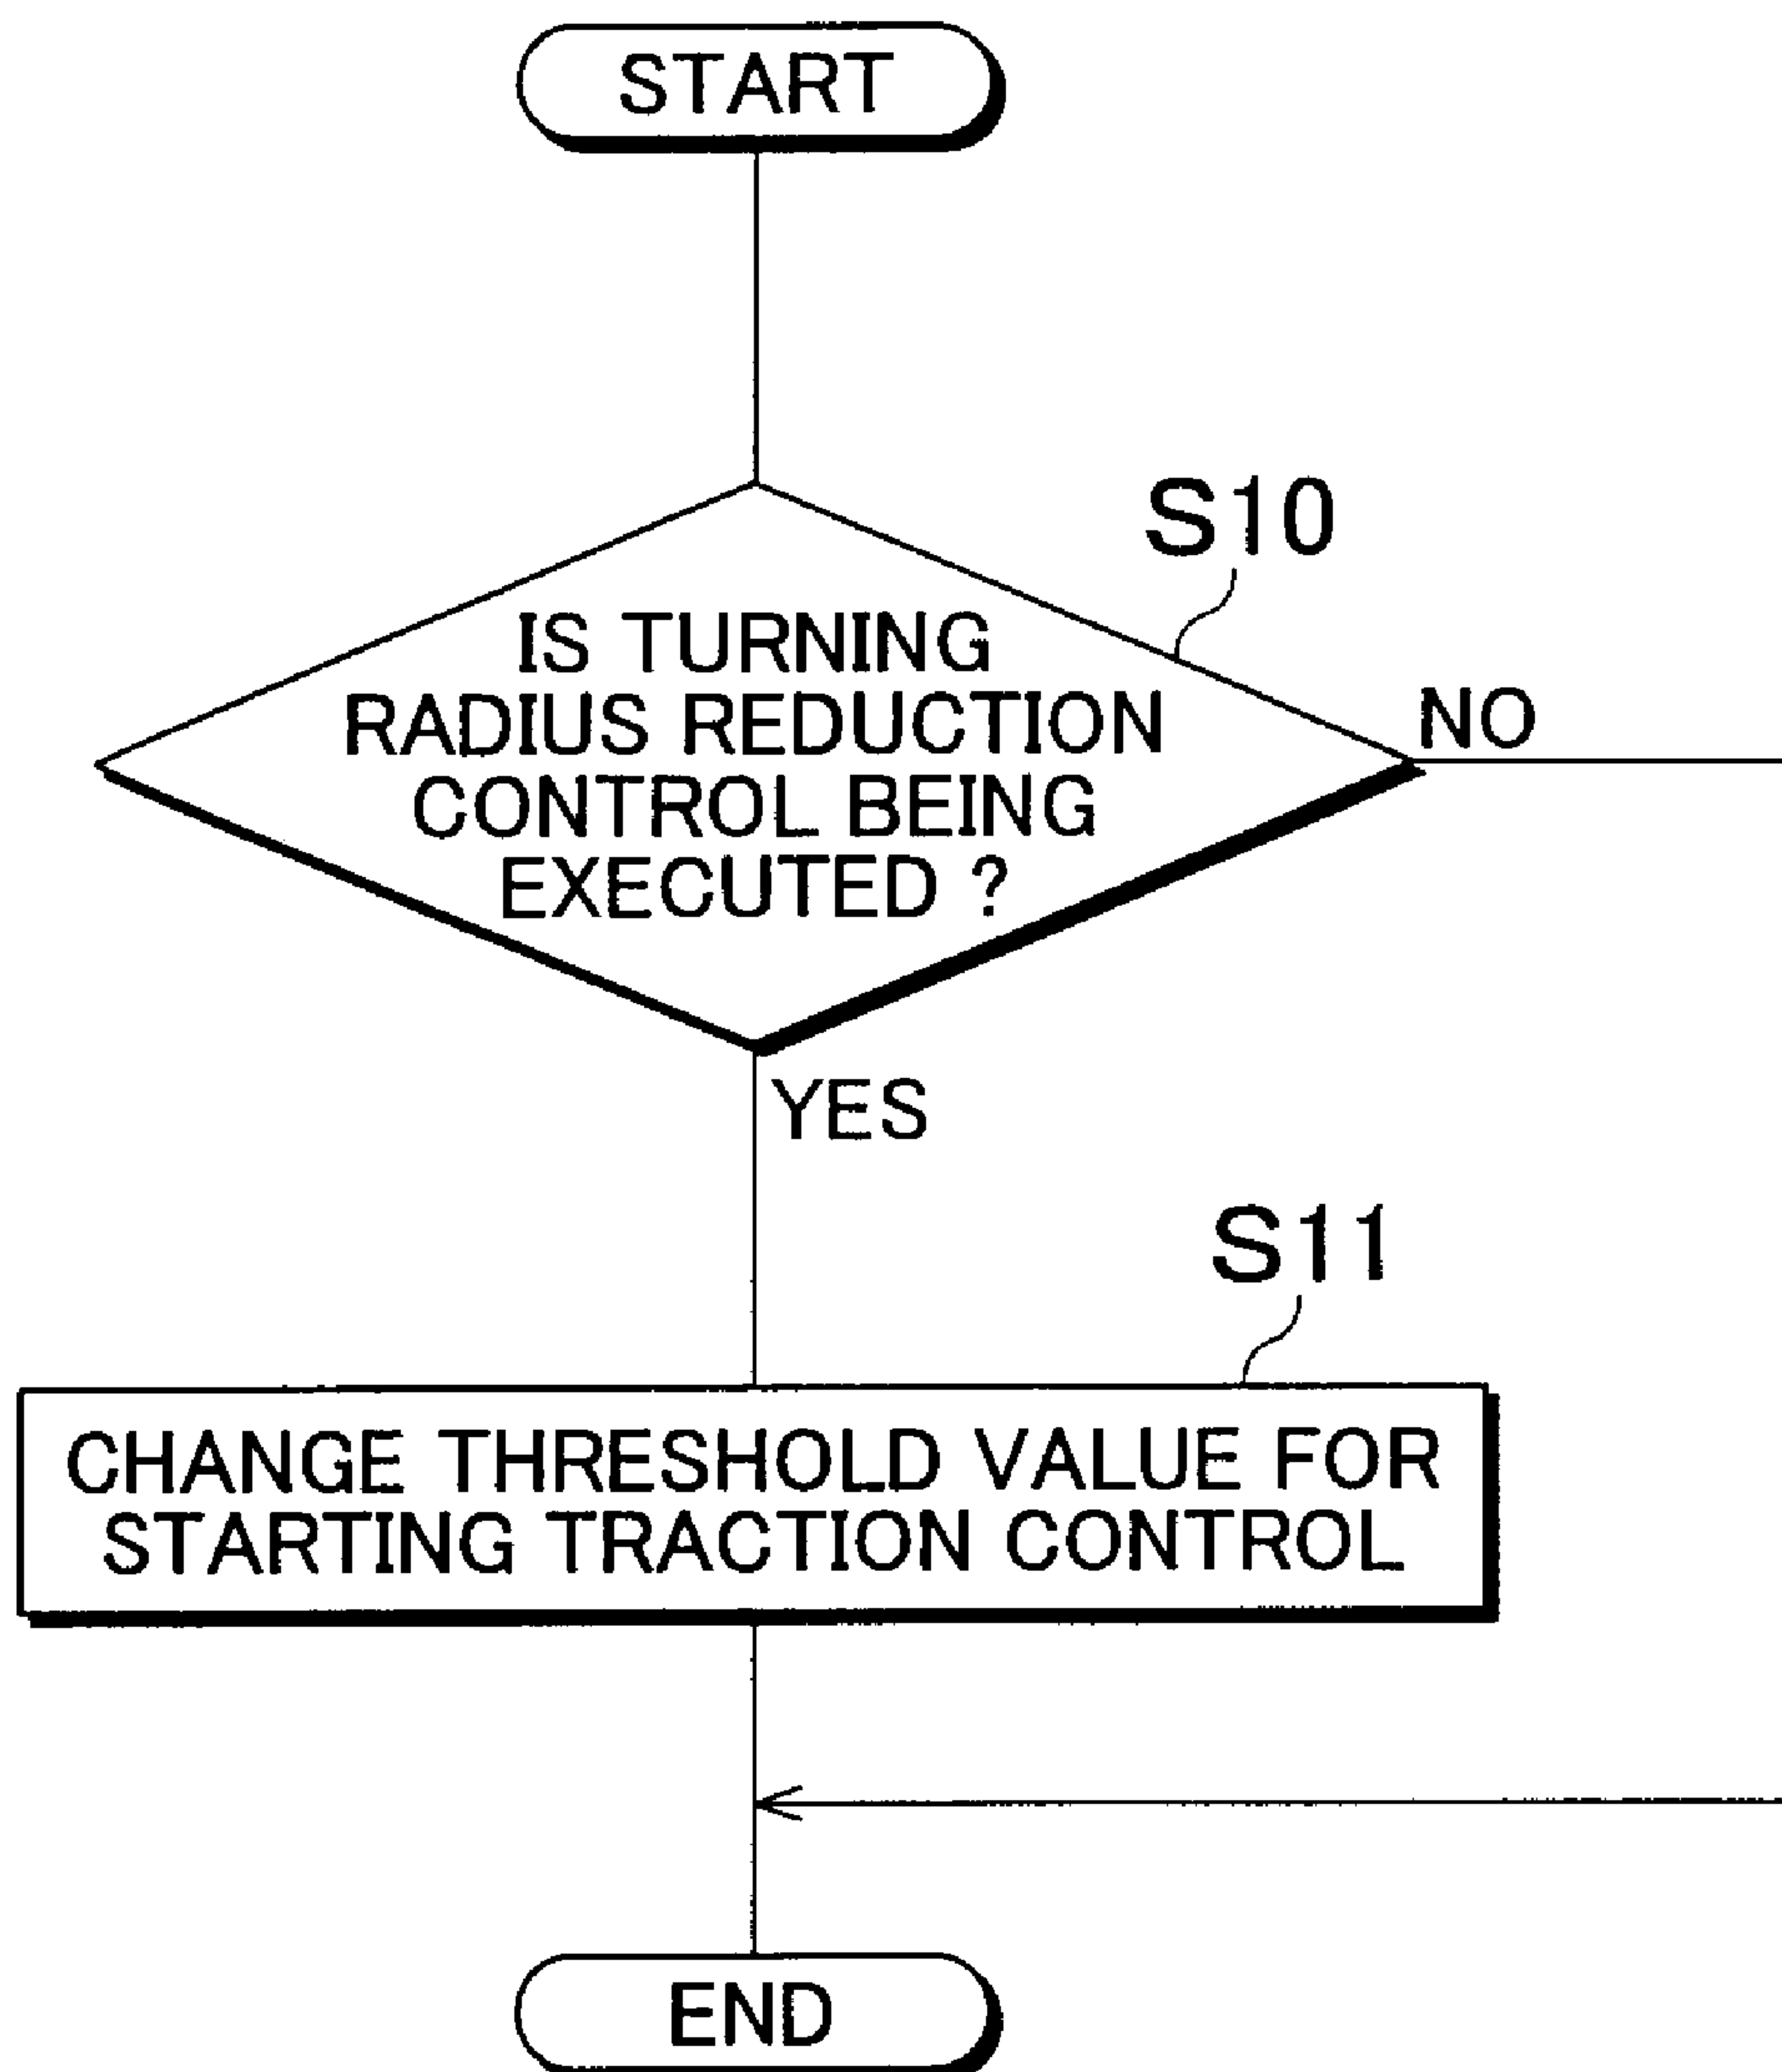 START
S10
IS TURNING
RADIUS REDUCTION
CONTROL BEING
EXECUTED ?
NO
YES
S11
CHANGE THRESHOLD VALUE FOR
STARTING TRACTION CONTROL
END